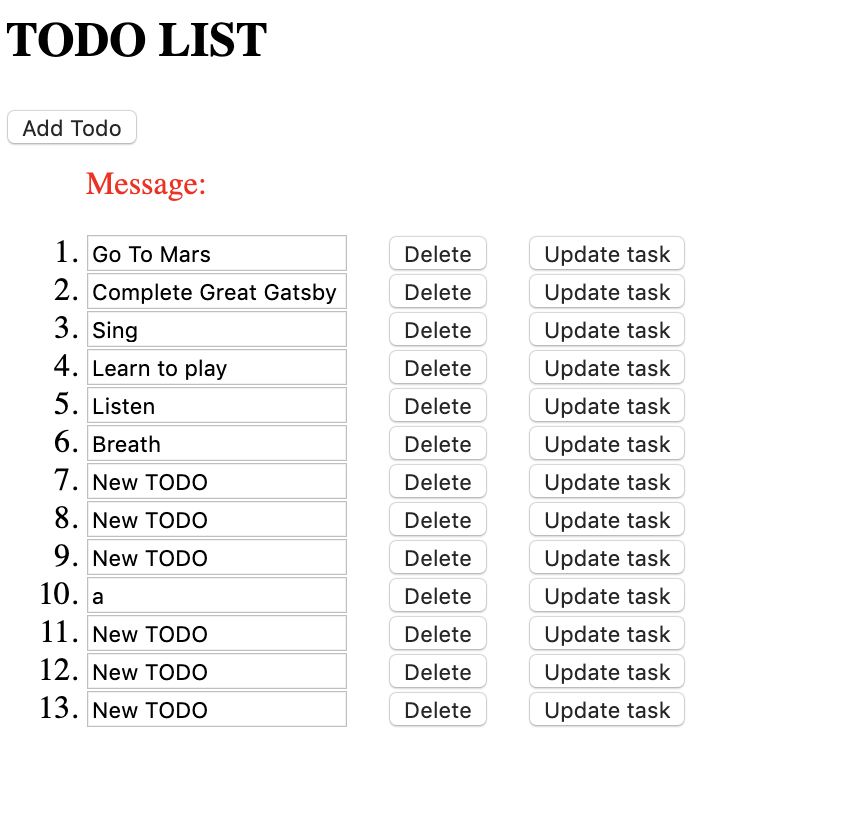 TODO LIST
Add Todo
Message:
1. Go To Mars Delete Update task
2. Complete Great Gatsby Delete Update task
3. Sing Delete Update task
4. Learn to play Delete Update task
5. Listen Delete Update task
6. Breath Delete Update task
7. New TODO Delete Update task
8. New TODO Delete Update task
9. New TODO Delete Update task
10. a Delete Update task
11. New TODO Delete Update task
12. New TODO Delete Update task
13. New TODO Delete Update task